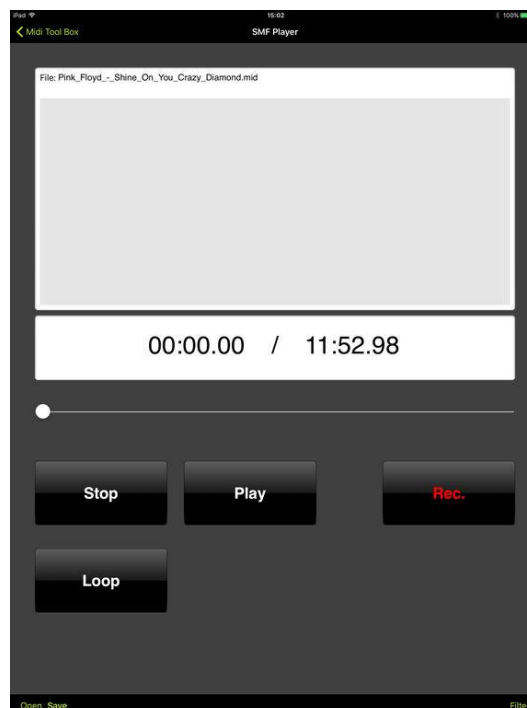 iPad 15:02 100%
Midi Tool Box SMF Player
File: Pink_Floyd_-_Shine_On_You_Crazy_Diamond.mid
00:00.00 / 11:52.98
Stop Play Rec.
Loop
Open Save Filte